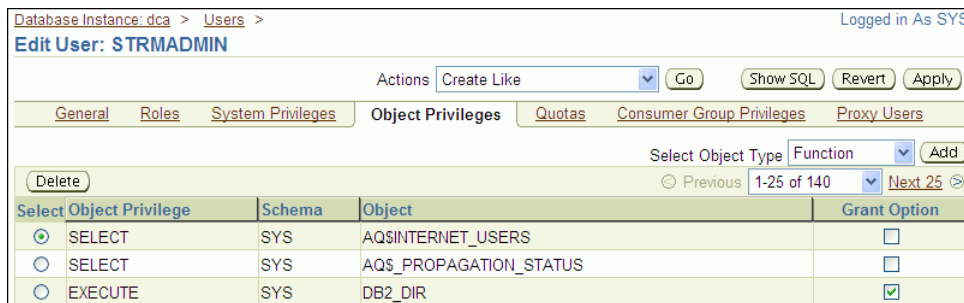 Database Instance: dca > Users > Logged in As SYS
Edit User: STRMADMIN
Actions Create Like Go Show SQL Revert Apply
General Roles System Privileges Object Privileges Quotas Consumer Group Privileges Proxy Users
Select Object Type Function Add
Delete Previous 1-25 of 140 Next 25
Select Object Privilege Schema Object Grant Option
SELECT SYS AQ$INTERNET_USERS
SELECT SYS AQ$_PROPAGATION_STATUS
EXECUTE SYS DB2_DIR